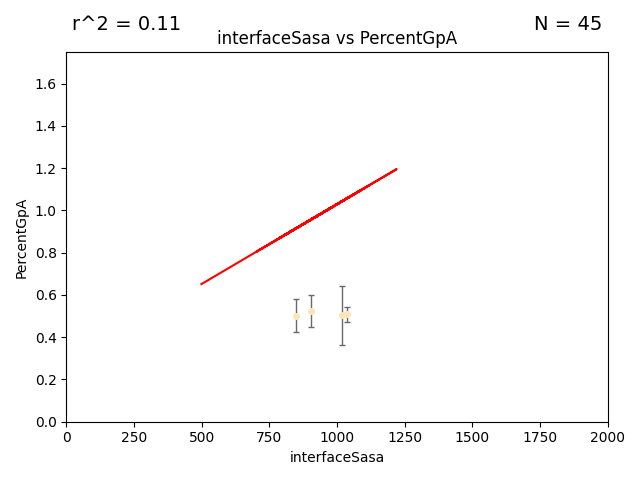 r^2 = 0.11
N = 45
interfaceSasa vs PercentGpA
PercentGpA
1.6
1.4
1.2
1.0
0.8
0.6
0.4
0.2
0.0
0 250 500 750 1000 1250 1500 1750 2000
interfaceSasa